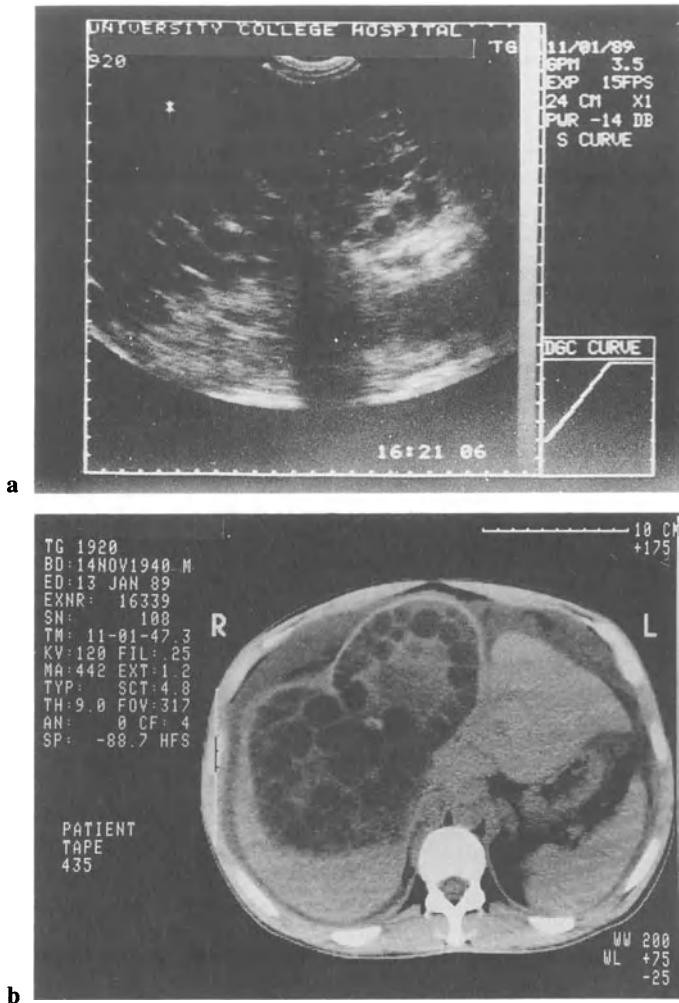 UNIVERSITY COLLEGE HOSPITAL
TG 11/01/89
920
GPM 3.5
EXP 15FPS
24 CM X1
PWR -14 DB
S CURVE
DGC CURVE
16:21 06
a
TG 1920
BD:14NOV1940 M
ED:13 JAN 89
EXNR: 16339
SN: 108
TM: 11-01-47.3
KV:120 FIL:.25
MA:442 EXT:1.2
TYP: SCT:4.8
TH:9.0 FOV:317
AN: 0 CF: 4
SP: -88.7 HFS
10 CM
+175
R
L
PATIENT
TAPE
435
WW 200
WL +75
-25
b